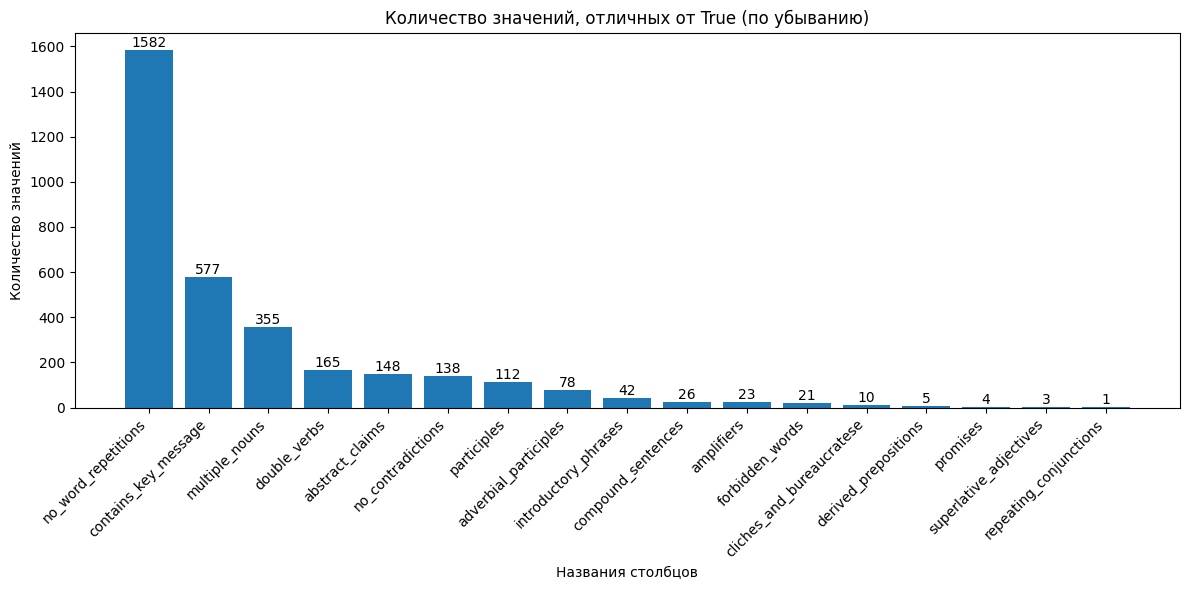 Количество значений, отличных от True (по убыванию)
Количество значений
1600
1400
1200
1000
800
600
400
200
0
1582
577
355
165
148
138
112
78
42
26
23
21
10
5
4
3
1
no_word_repetitions
contains_key_message
multiple_nouns
double_verbs
abstract_claims
no_contradictions
participles
adverbial_participles
introductory_phrases
compound_sentences
amplifiers
forbidden_words
cliches_and_bureaucratese
derived_prepositions
promises
superlative_adjectives
repeating_conjunctions
Названия столбцов